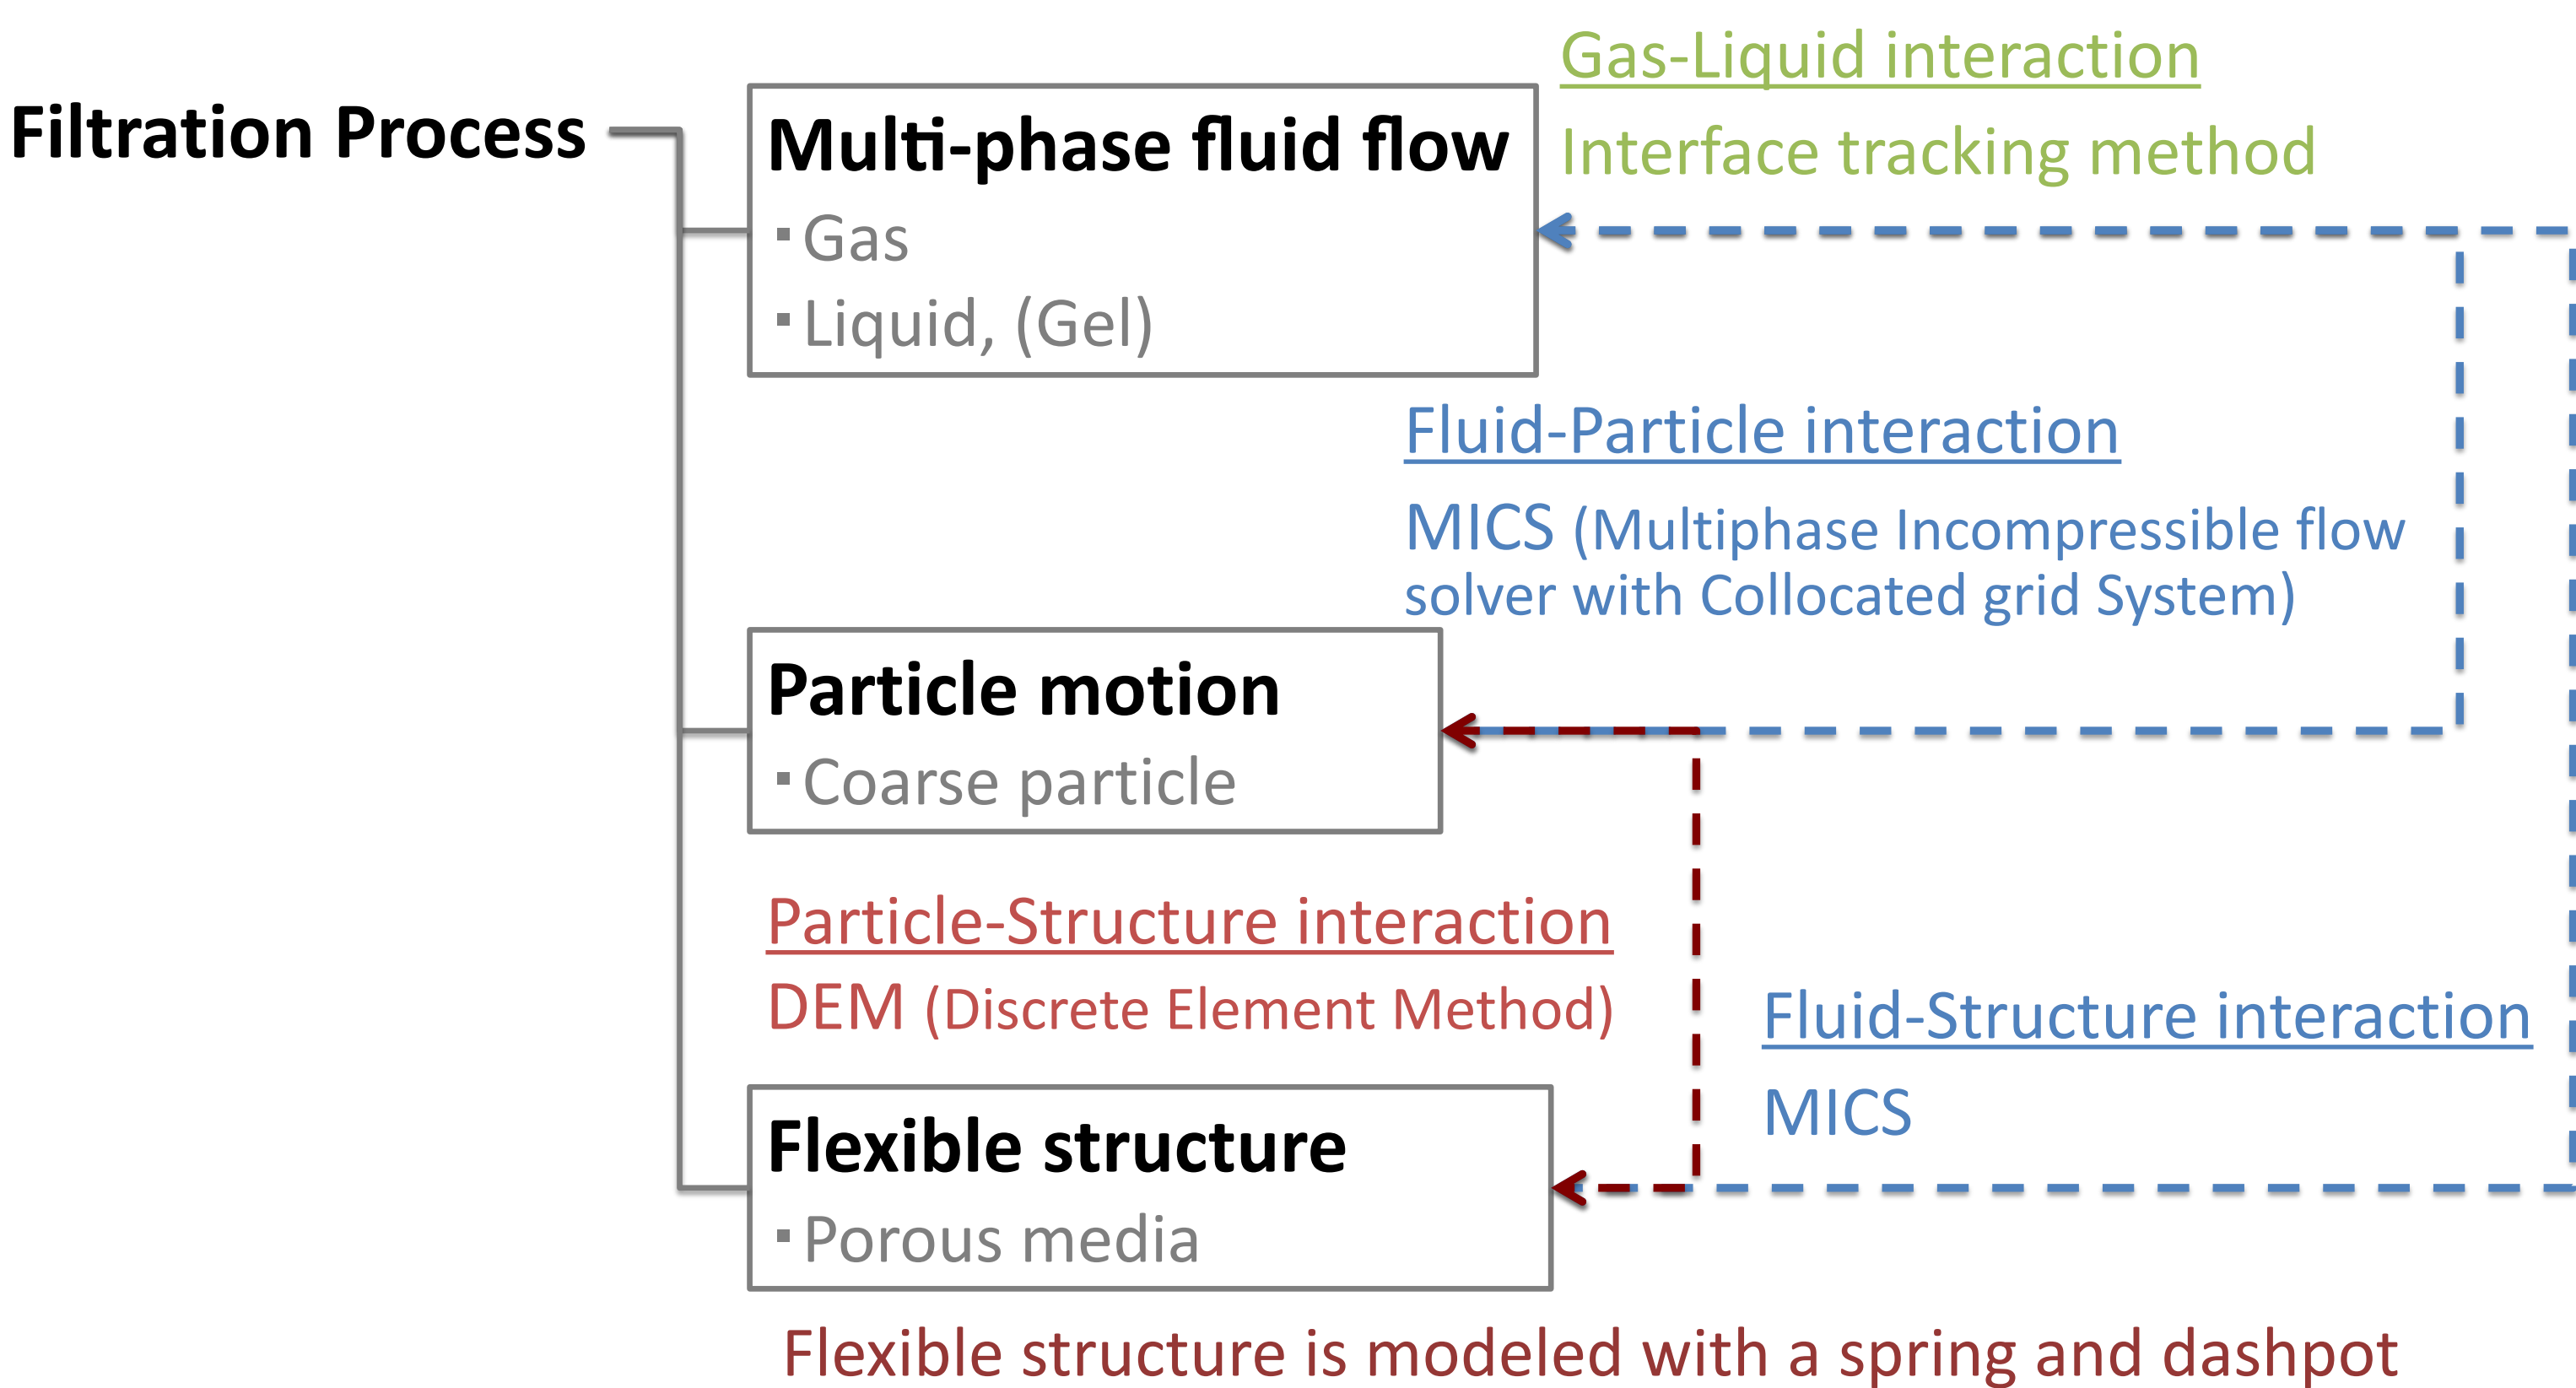 Gas-Liquid interaction
Filtration Process
Multi-phase fluid flow
Interface tracking method
▪Gas
▪Liquid, (Gel)
Fluid-Particle interaction
MICS (Multiphase Incompressible flow
solver with Collocated grid System)
Particle motion
▪Coarse particle
Particle-Structure interaction
DEM (Discrete Element Method)
Fluid-Structure interaction
MICS
Flexible structure
▪Porous media
Flexible structure is modeled with a spring and dashpot